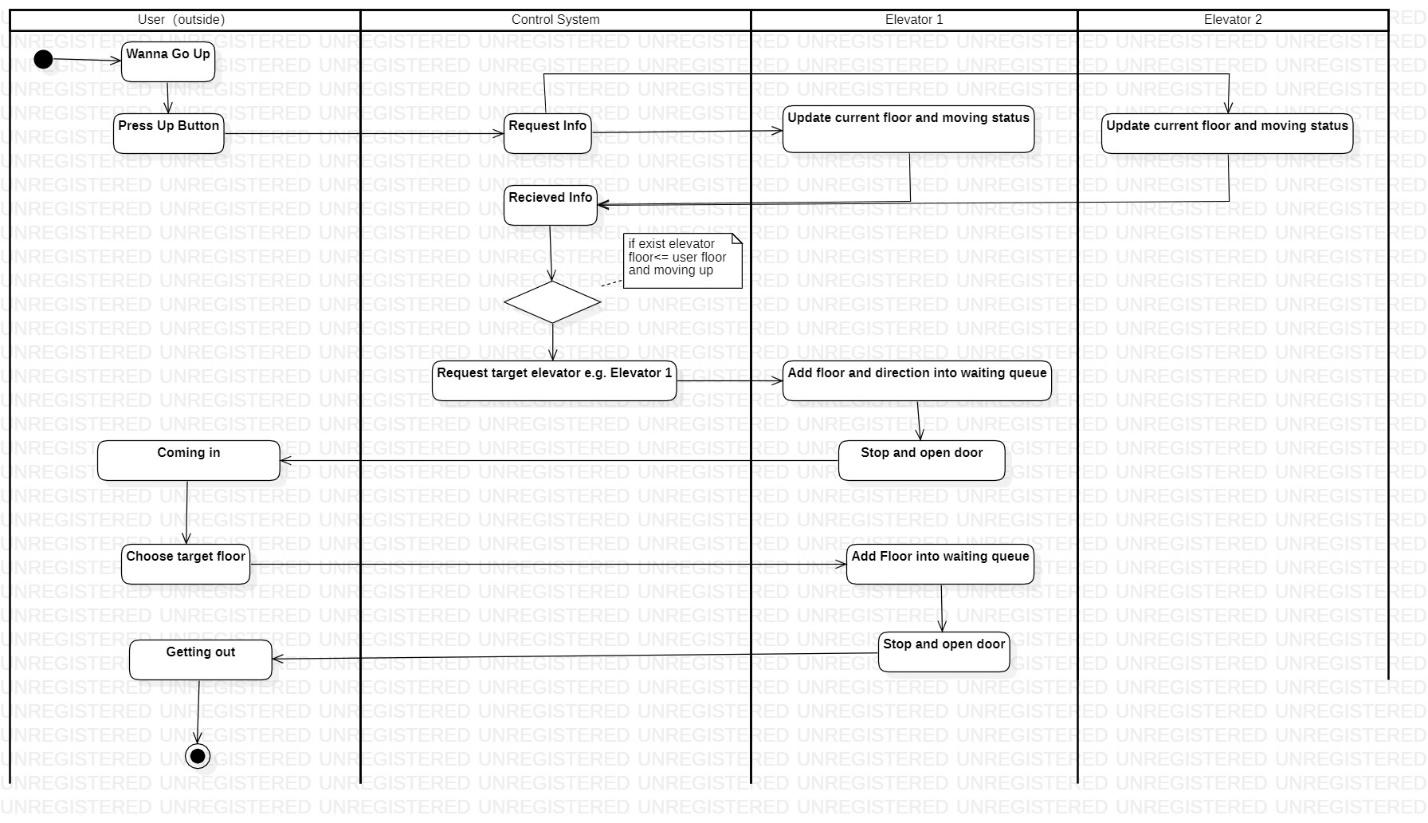 User （outside）
Control System
Elevator 1
Elevator 2
Wanna Go Up
Press Up Button
Request Info
Update current floor and moving status
Update current floor and moving status
Recieved Info
if exist elevator
floor<= user floor
and moving up
Request target elevator e.g. Elevator 1
Add floor and direction into waiting queue
Coming in
Stop and open door
Choose target floor
Add Floor into waiting queue
Getting out
Stop and open door
UNREGISTERED